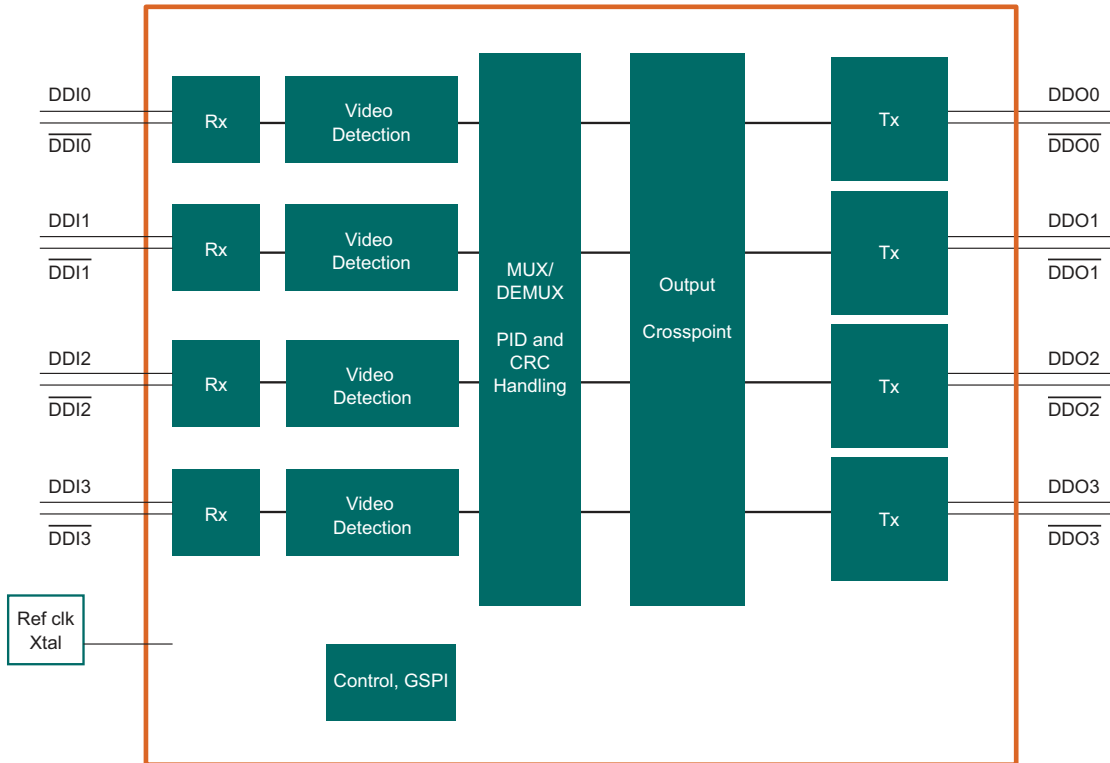 DDI0
DDI0
Rx
Video
Detection
DDI1
DDI1
Rx
Video
Detection
DDI2
DDI2
Rx
Video
Detection
DDI3
DDI3
Rx
Video
Detection
MUX/
DEMUX
PID and
CRC
Handling
Output
Crosspoint
Tx
DDO0
DDO0
Tx
DDO1
DDO1
Tx
DDO2
DDO2
Tx
DDO3
DDO3
Ref clk
Xtal
Control, GSPI